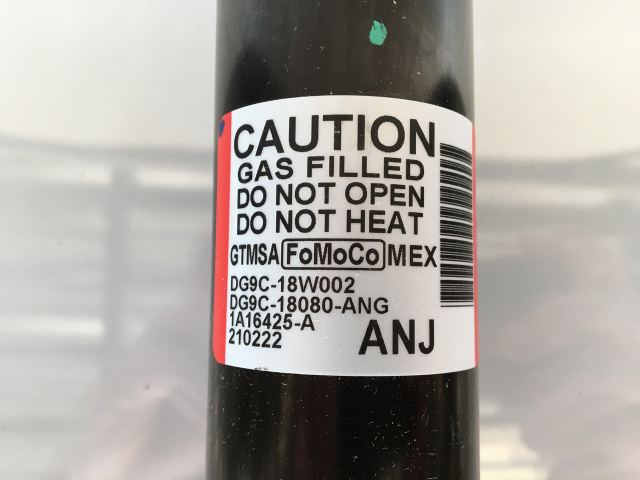 CAUTION
GAS FILLED
DO NOT OPEN
DO NOT HEAT
GTMSA FoMoCo MEX
DG9C-18W002
DG9C-18080-ANG
1A16425-A
210222
ANJ